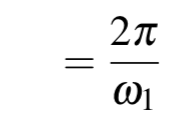 = 2π / ω₁